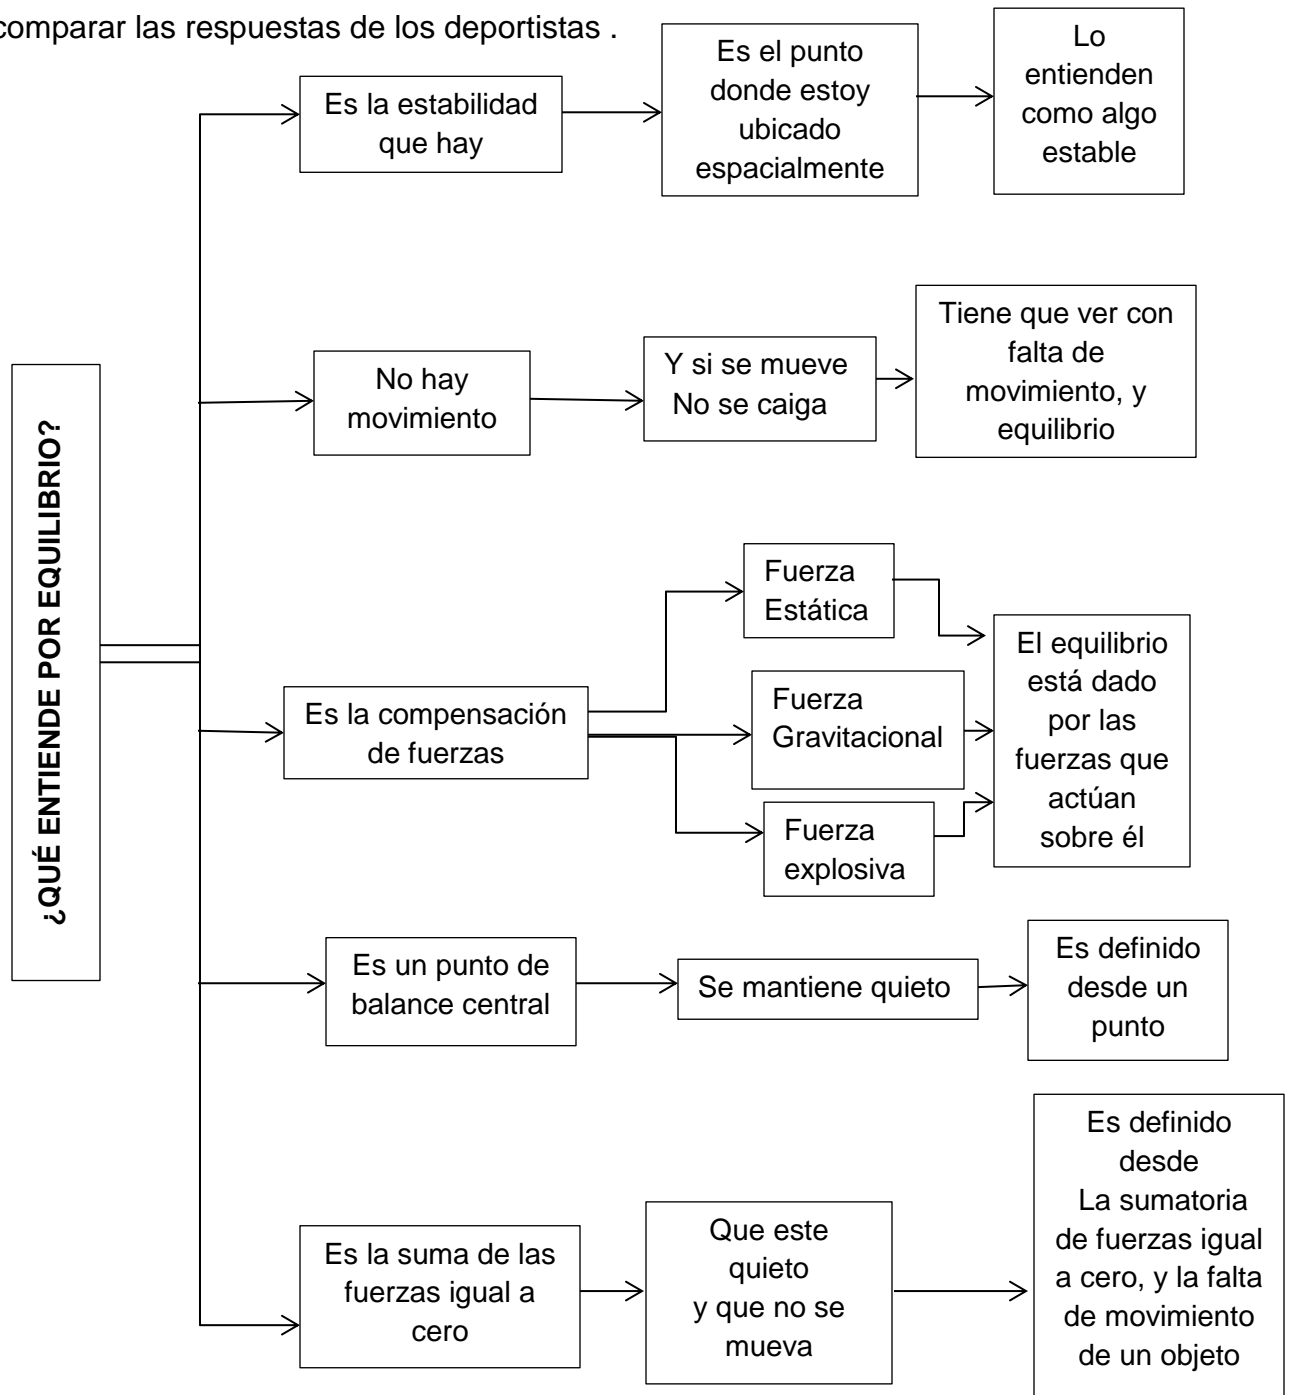 comparar las respuestas de los deportistas .
¿QUÉ ENTIENDE POR EQUILIBRIO?
Es la estabilidad
que hay
Es el punto
donde estoy
ubicado
espacialmente
Lo
entienden
como algo
estable
No hay
movimiento
Y si se mueve
No se caiga
Tiene que ver con
falta de
movimiento, y
equilibrio
Es la compensación
de fuerzas
Fuerza
Estática
Fuerza
Gravitacional
Fuerza
explosiva
El equilibrio
está dado
por las
fuerzas que
actúan
sobre él
Es un punto de
balance central
Se mantiene quieto
Es definido
desde un
punto
Es la suma de las
fuerzas igual a
cero
Que este
quieto
y que no se
mueva
Es definido
desde
La sumatoria
de fuerzas igual
a cero, y la falta
de movimiento
de un objeto